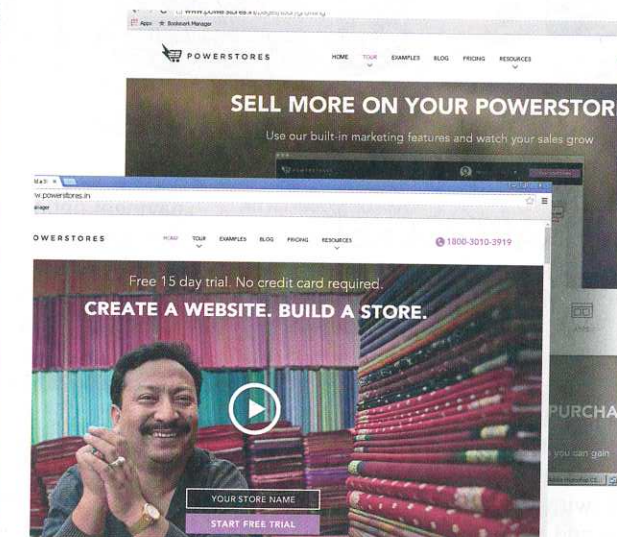 Apps Bookmark Manager
POWERSTORES HOME TOUR EXAMPLES BLOG PRICING RESOURCES
SELL MORE ON YOUR POWERSTOR
Use our built-in marketing features and watch your sales grow
w.powerstores.in
OWERSTORES HOME TOUR EXAMPLES BLOG PRICING RESOURCES 1800-3010-3919
Free 15 day trial. No credit card required.
CREATE A WEBSITE. BUILD A STORE.
YOUR STORE NAME
START FREE TRIAL
PURCHA
you can gain